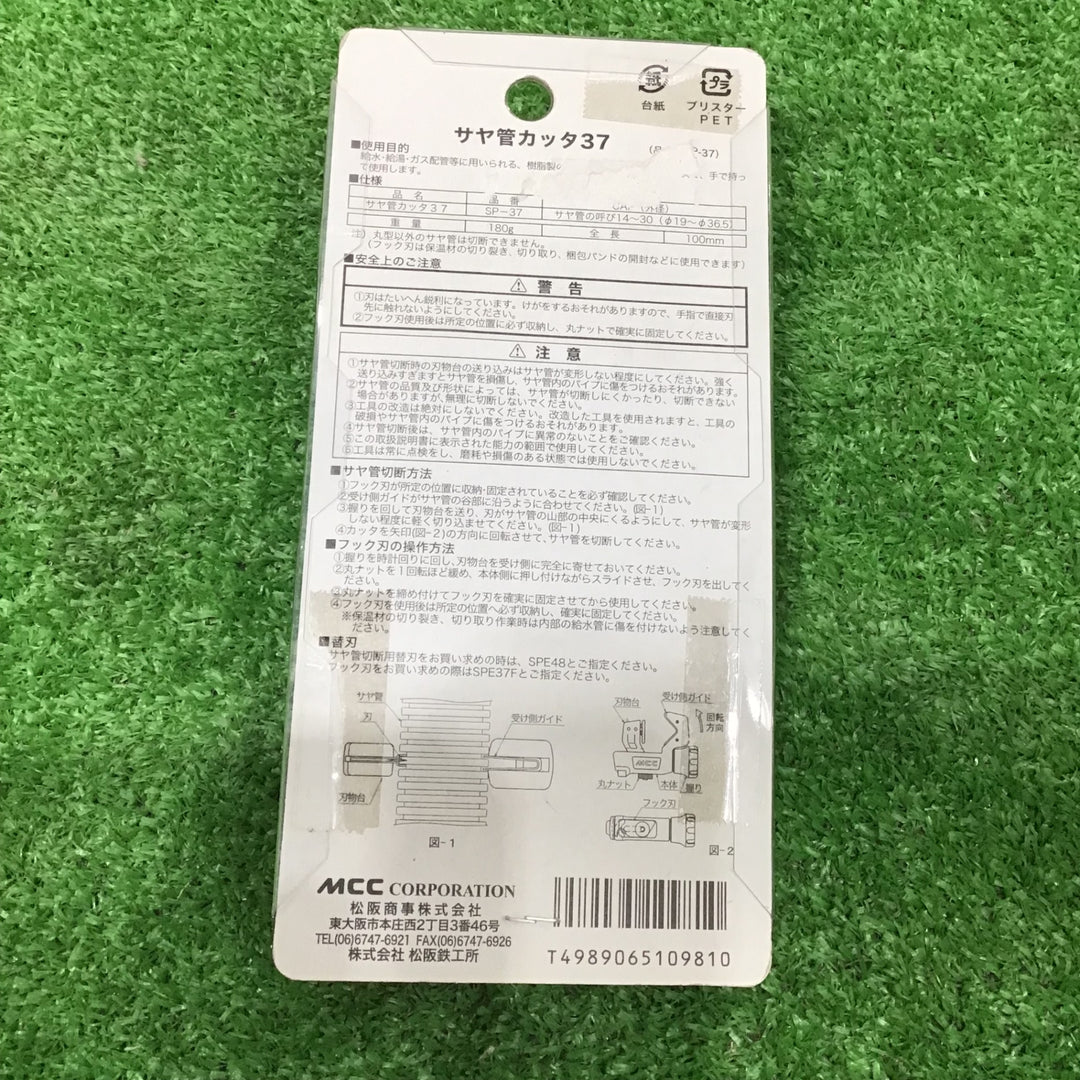 紙
プラ
台紙
ブリスター
PET
サヤ管カッタ37
P-37)
■使用目的
給水・給湯・ガス配管等に用いられる、樹脂製の
、手で持っ
て使用します。
■仕様
品名 品番
サヤ管カッタ37 SP-37 サヤ管の呼び14~30(φ19~φ36.5)
重量 180g 全長 100mm
注) 丸型以外のサヤ管は切断できません。
(フック刃は保温材の切り裂き、切り取り、梱包バンドの開封などに使用できます)
■安全上のご注意
⚠ 警告
①刃はたいへん鋭利になっています。けがをするおそれがありますので、手指で直接刃
先に触れないようにしてください。
②フック刃使用後は所定の位置に必ず収納し、丸ナットで確実に固定してください。
⚠ 注意
①サヤ管切断時の刃物台の送り込みはサヤ管が変形しない程度にしてください。強く
送り込みすぎますとサヤ管を損傷し、サヤ管内のパイプに傷をつけるおそれがあります。
②サヤ管の品質及び形状によっては、サヤ管が切断しにくかったり、切断できない
場合がありますが、無理に切断しないでください。
③工具の改造は絶対にしないでください。改造した工具を使用されますと、工具の
破損やサヤ管内のパイプに傷をつけるおそれがあります。
④サヤ管切断後は、サヤ管内のパイプに異常のないことをご確認ください。
⑤この取扱説明書に表示された能力の範囲で使用してください。
⑥工具は常に点検をし、磨耗や損傷のある状態では使用しないでください。
■サヤ管切断方法
①フック刃が所定の位置に収納・固定されていることを必ず確認してください。
②受け側ガイドがサヤ管の谷部に沿うように合わせてください。(図-1)
③握りを回して刃物台を送り、刃がサヤ管の山部の中央にくるようにして、サヤ管が変形
しない程度に軽く切り込ませてください。(図-1)
④カッタを矢印(図-2)の方向に回転させて、サヤ管を切断してください。
■フック刃の操作方法
①握りを時計回りに回し、刃物台を受け側に完全に寄せておいてください。
②丸ナットを1回転ほど緩め、本体側に押し付けながらスライドさせ、フック刃を出してく
ださい。
③丸ナットを締め付けてフック刃を確実に固定させてから使用してください。
④フック刃を使用後は所定の位置へ必ず収納し、確実に固定してください。
※保温材の切り裂き、切り取り作業時は内部の給水管に傷を付けないよう注意してく
ださい。
■替刃
サヤ管切断用替刃をお買い求めの時は、SPE48とご指定ください。
フック刃をお買い求めの際はSPE37Fとご指定ください。
サヤ管
刃
受け側ガイド
刃物台
図-1
刃物台
受け側ガイド
回転
方向
MCC
丸ナット
本体
握り
フック刃
図-2
MCC CORPORATION
松阪商事株式会社
東大阪市本庄西2丁目3番46号
TEL(06)6747-6921 FAX(06)6747-6926
株式会社 松阪鉄工所
T4989065109810